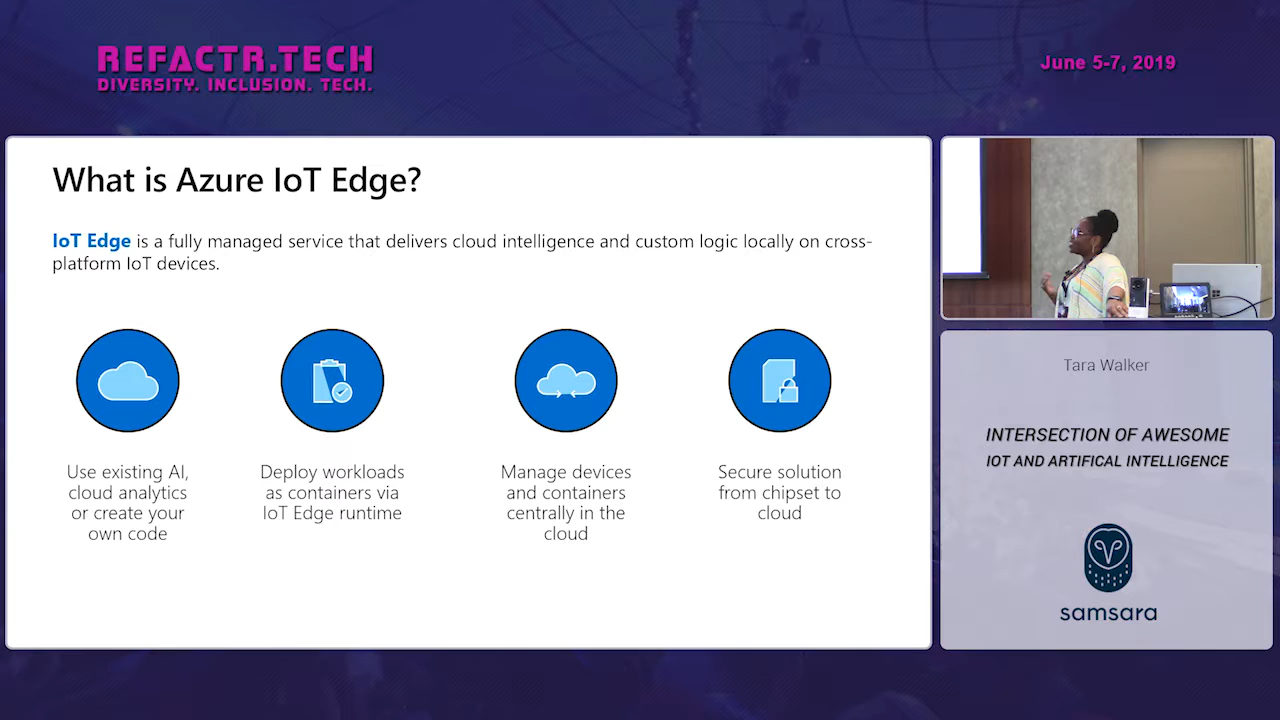 REFACTR.TECH
DIVERSITY. INCLUSION. TECH.
June 5-7, 2019
What is Azure IoT Edge?
IoT Edge is a fully managed service that delivers cloud intelligence and custom logic locally on cross-
platform IoT devices.
Use existing AI,
cloud analytics
or create your
own code
Deploy workloads
as containers via
IoT Edge runtime
Manage devices
and containers
centrally in the
cloud
Secure solution
from chipset to
cloud
Tara Walker
INTERSECTION OF AWESOME
IOT AND ARTIFICAL INTELLIGENCE
samsara